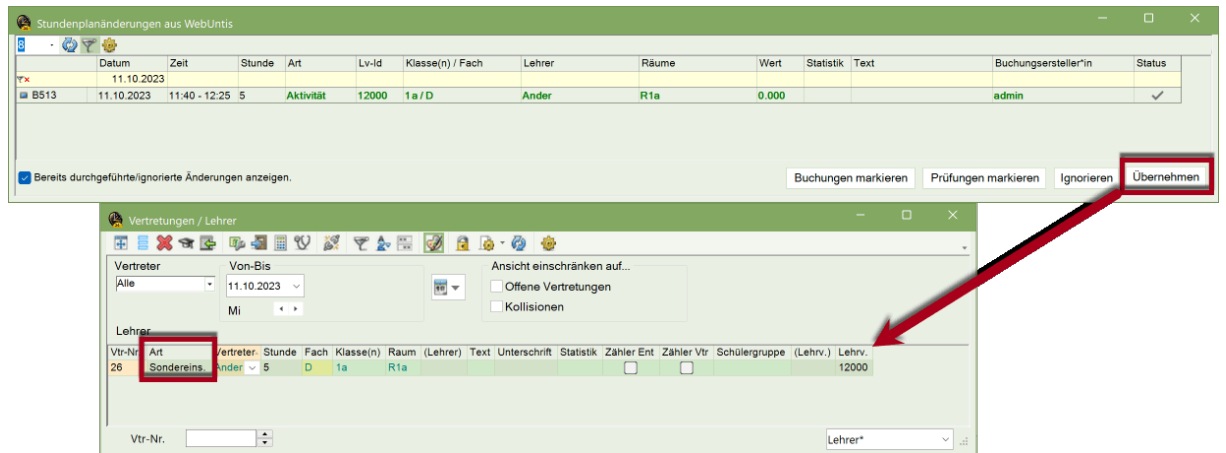 Stundenplanänderungen aus WebUntis
8
Datum Zeit Stunde Art Lv-Id Klasse(n) / Fach Lehrer Räume Wert Statistik Text Buchungsersteller*in Status
11.10.2023
B513 11.10.2023 11:40 - 12:25 5 Aktivität 12000 1a / D Ander R1a 0.000 admin
Bereits durchgeführte/ignorierte Änderungen anzeigen.
Buchungen markieren Prüfungen markieren Ignorieren Übernehmen
Vertretungen / Lehrer
Vertreter Von-Bis Ansicht einschränken auf...
Alle 11.10.2023 Offene Vertretungen
Mi Kollisionen
Lehrer
Vtr-Nr Art Vertreter Stunde Fach Klasse(n) Raum (Lehrer) Text Unterschrift Statistik Zähler Ent Zähler Vtr Schülergruppe (Lehrv.) Lehrv.
26 Sondereins. Ander 5 D 1a R1a 12000
Vtr-Nr. Lehrer*